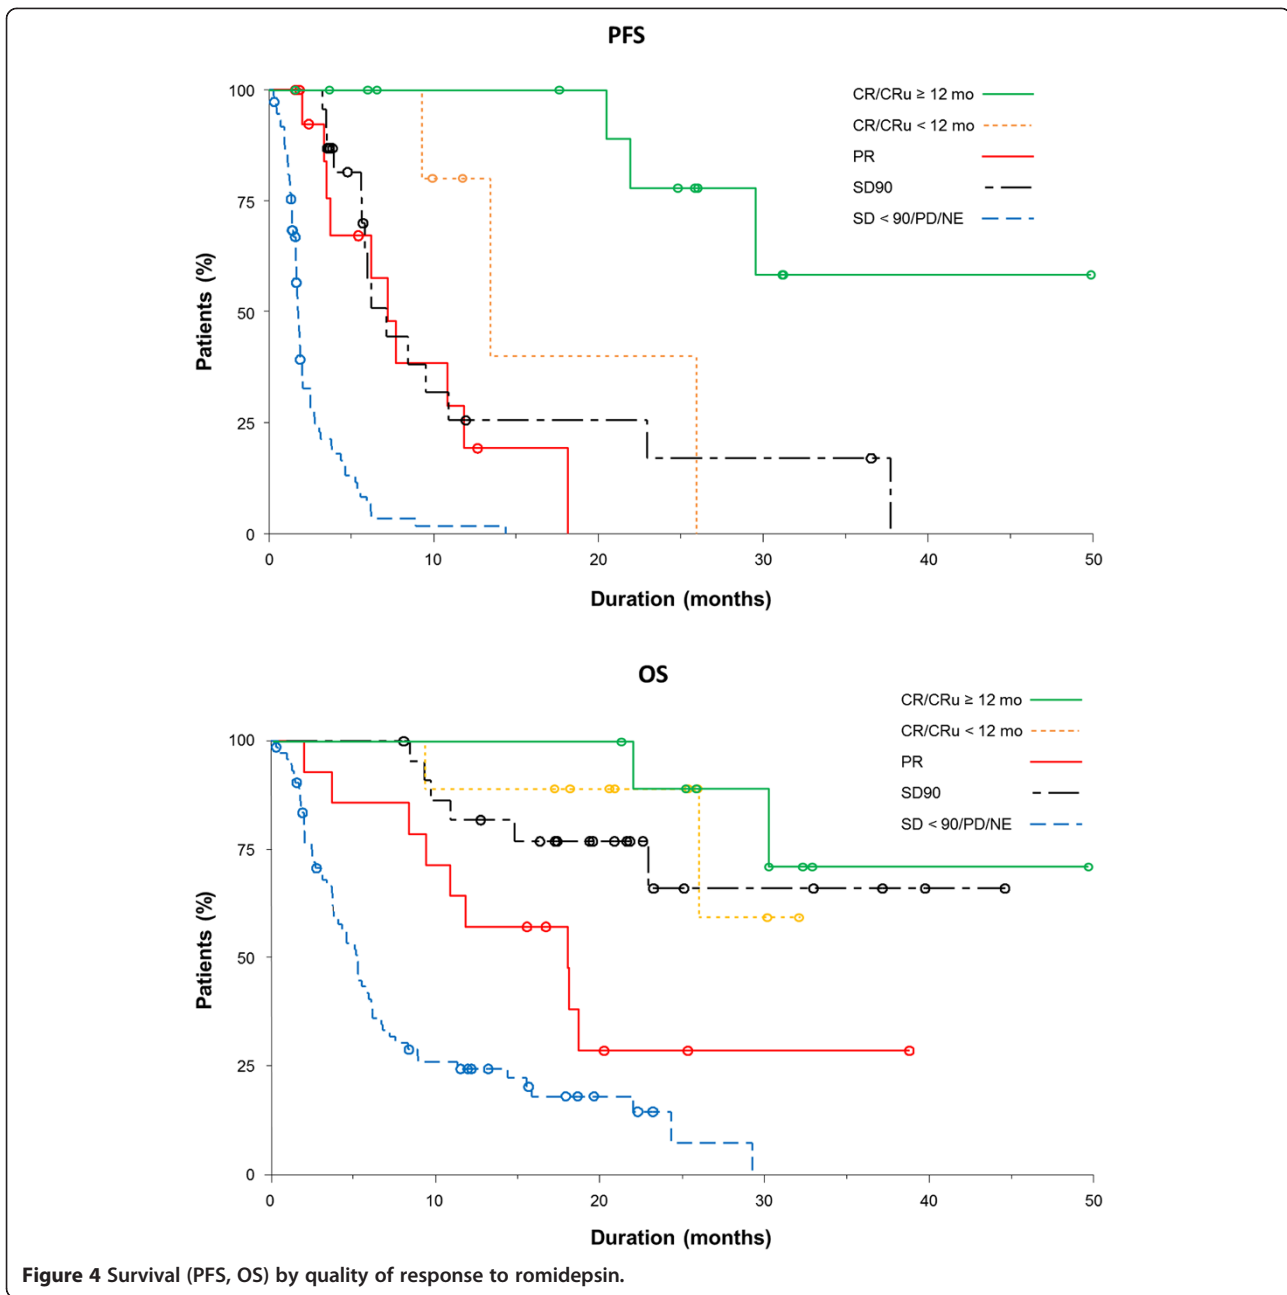 PFS
CR/CRu ≥ 12 mo
CR/CRu < 12 mo
PR
SD90
SD < 90/PD/NE
Patients (%)
100
75
50
25
0
0 10 20 30 40 50
Duration (months)
OS
CR/CRu ≥ 12 mo
CR/CRu < 12 mo
PR
SD90
SD < 90/PD/NE
Patients (%)
100
75
50
25
0
0 10 20 30 40 50
Duration (months)
Figure 4 Survival (PFS, OS) by quality of response to romidepsin.